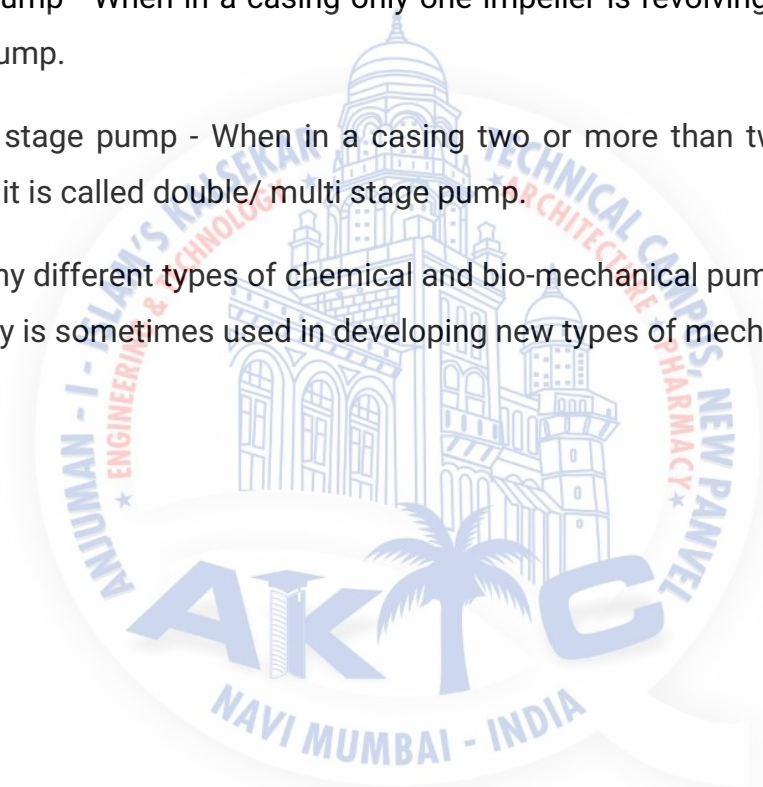 ump - When in a casing only one impeller is revolving
ump.
stage pump - When in a casing two or more than tw
it is called double/ multi stage pump.
ny different types of chemical and bio-mechanical pum
y is sometimes used in developing new types of mech
ANJUMAN - I - ISLAM'S KALSEKAR TECHNICAL CAMPUS, NEW PANVEL
ENGINEERING & TECHNOLOGY ★ ★ ARCHITECTURE ★ PHARMACY ★
AKTC
NAVI MUMBAI - INDIA